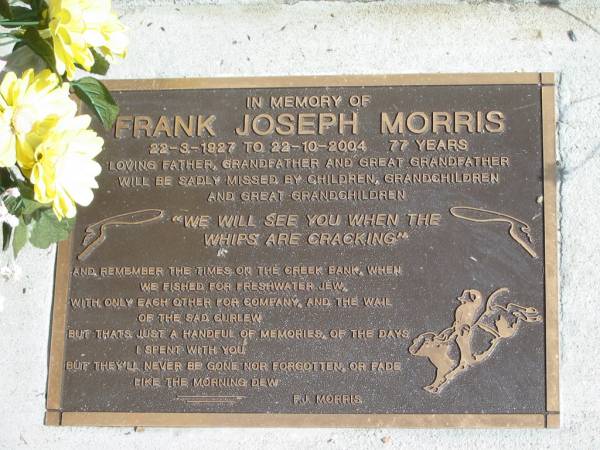 IN MEMORY OF
FRANK JOSEPH MORRIS
22-3-1927 TO 22-10-2004 77 YEARS
LOVING FATHER, GRANDFATHER AND GREAT GRANDFATHER
WILL BE SADLY MISSED BY CHILDREN, GRANDCHILDREN
AND GREAT GRANDCHILDREN
"WE WILL SEE YOU WHEN THE
WHIPS ARE CRACKING"
AND REMEMBER THE TIMES ON THE CREEK BANK, WHEN
WE FISHED FOR FRESHWATER JEW,
WITH ONLY EACH OTHER FOR COMPANY, AND THE WAIL
OF THE SAD CURLEW
BUT THATS JUST A HANDFUL OF MEMORIES, OF THE DAYS
I SPENT WITH YOU
BUT THEY'LL NEVER BE GONE NOR FORGOTTEN, OR FADE
LIKE THE MORNING DEW
F.J. MORRIS